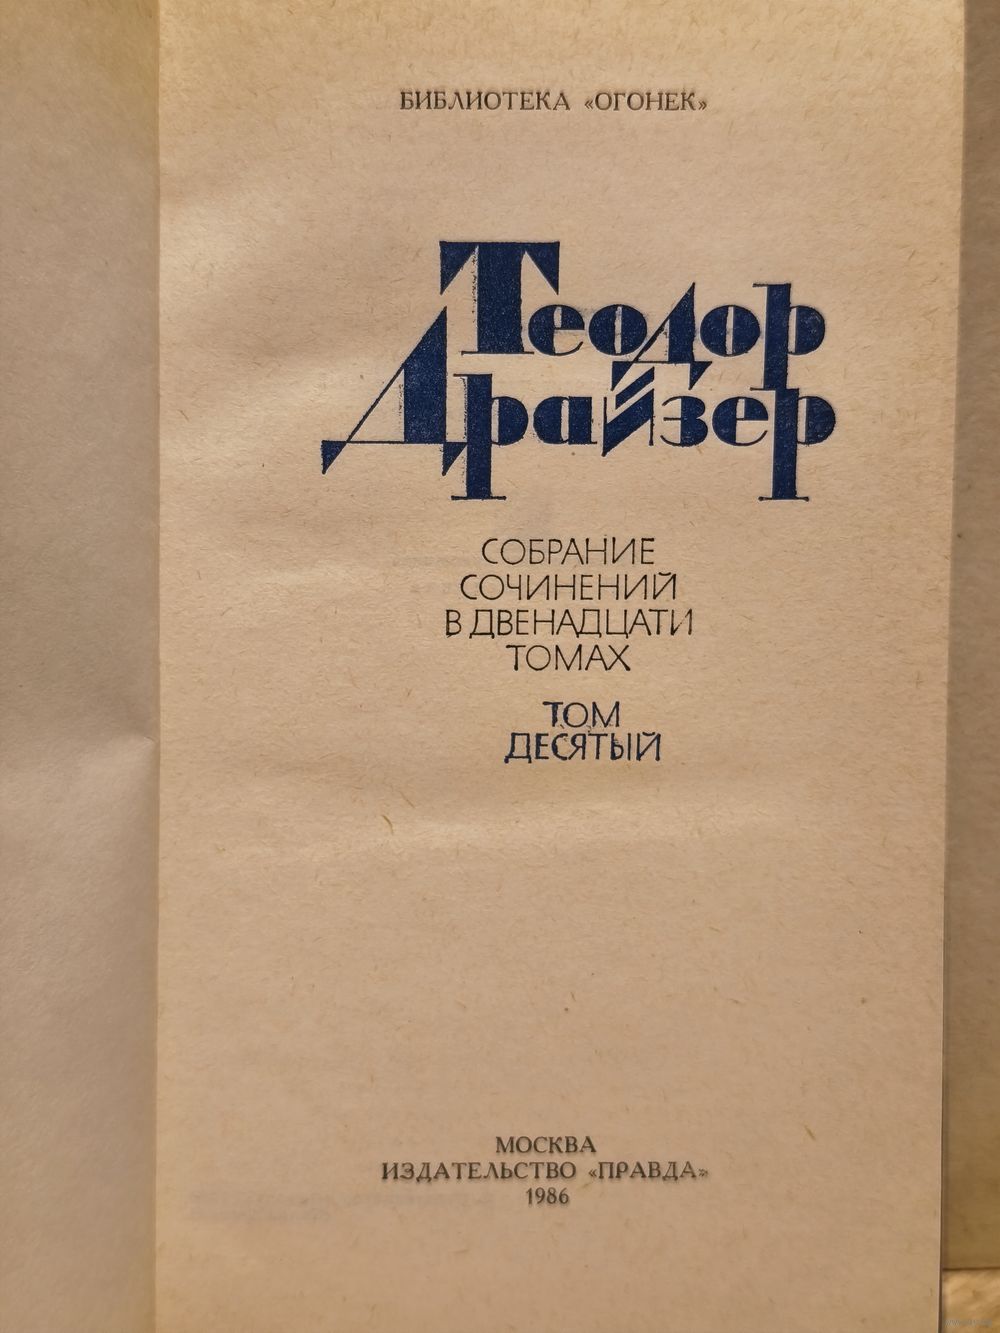 БИБЛИОТЕКА «ОГОНЕК»
Теодор
Драйзер
СОБРАНИЕ
СОЧИНЕНИЙ
В ДВЕНАДЦАТИ
ТОМАХ
ТОМ
ДЕСЯТЫЙ
МОСКВА
ИЗДАТЕЛЬСТВО «ПРАВДА»
1986